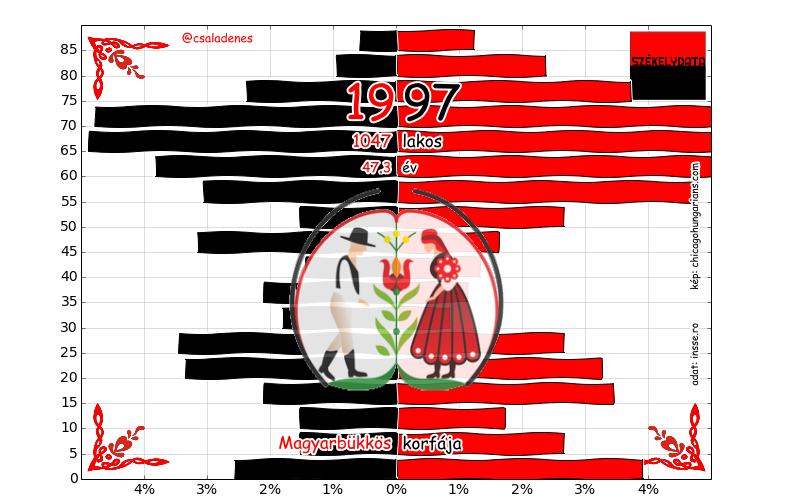 @csaladenes
SZÉKELYDATA
1997
1047 lakos
47.3 év
kép: chicagohungarians.com
adat: insse.ro
Magyarbükkös korfája
85
80
75
70
65
60
55
50
45
40
35
30
25
20
15
10
5
0
4% 3% 2% 1% 0% 1% 2% 3% 4%